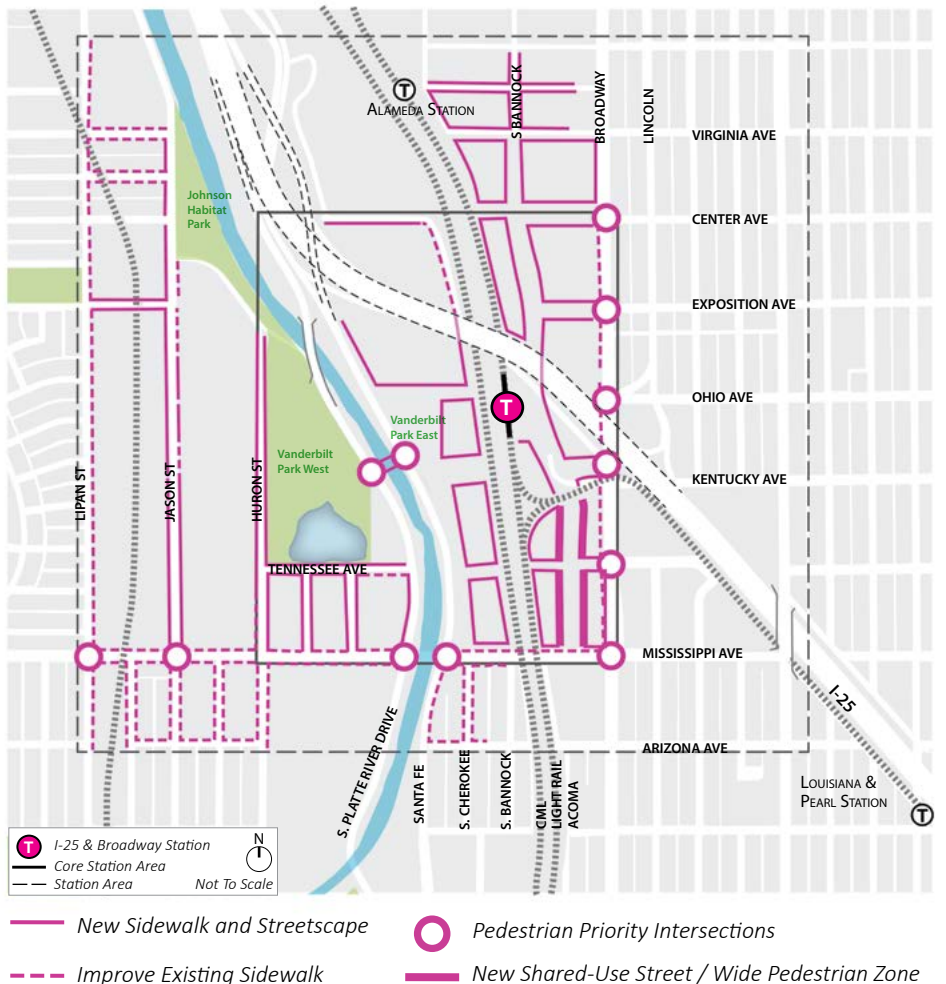 T
ALAMEDA STATION
S BANNOCK
BROADWAY
LINCOLN
VIRGINIA AVE
Johnson
Habitat
Park
CENTER AVE
EXPOSITION AVE
OHIO AVE
T
Vanderbilt
Park East
Vanderbilt
Park West
KENTUCKY AVE
LIPAN ST
JASON ST
HURON ST
TENNESSEE AVE
MISSISSIPPI AVE
I-25
ARIZONA AVE
S. PLATTE RIVER DRIVE
SANTA FE
S. CHEROKEE
S. BANNOCK
CML
LIGHT RAIL
ACOMA
LOUISIANA &
PEARL STATION
T
T I-25 & Broadway Station
N
Core Station Area
Station Area
Not To Scale
New Sidewalk and Streetscape
Pedestrian Priority Intersections
Improve Existing Sidewalk
New Shared-Use Street / Wide Pedestrian Zone